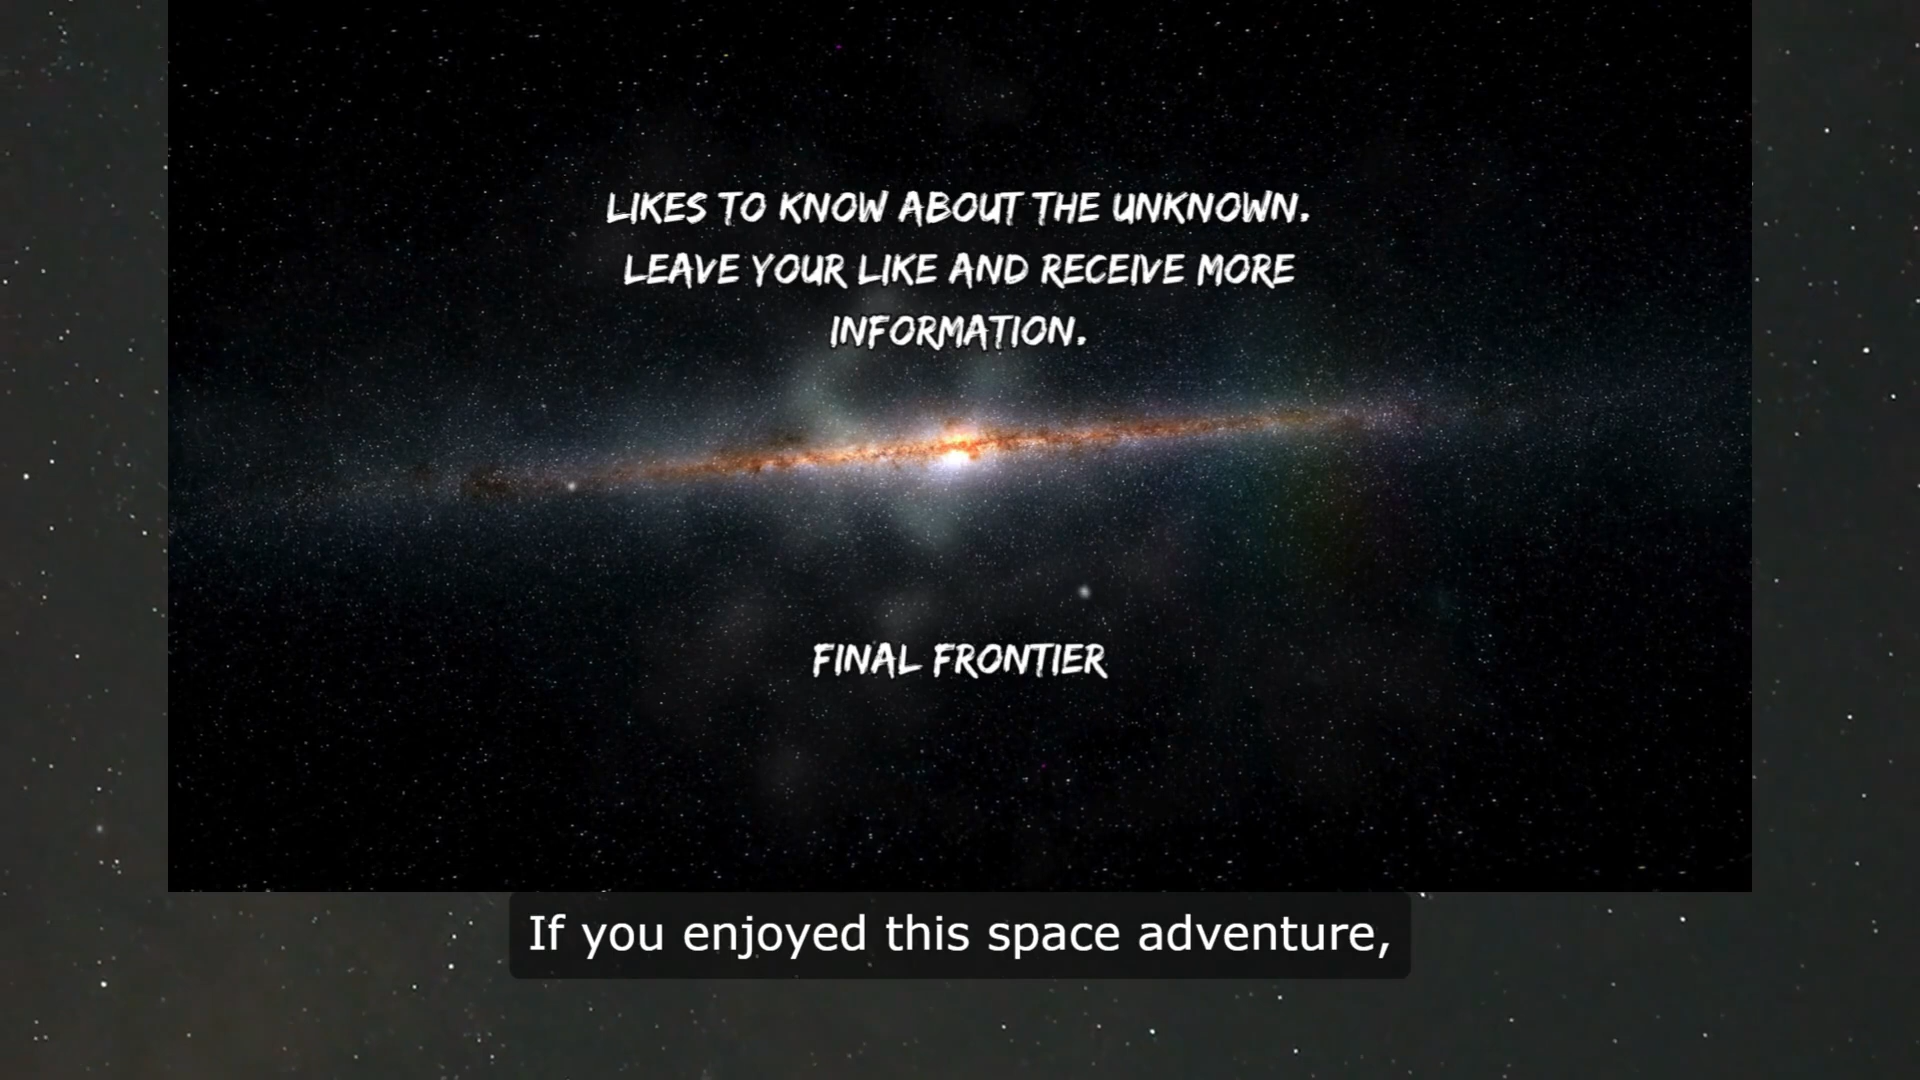 LIKES TO KNOW ABOUT THE UNKNOWN.
LEAVE YOUR LIKE AND RECEIVE MORE
INFORMATION.
FINAL FRONTIER
If you enjoyed this space adventure,